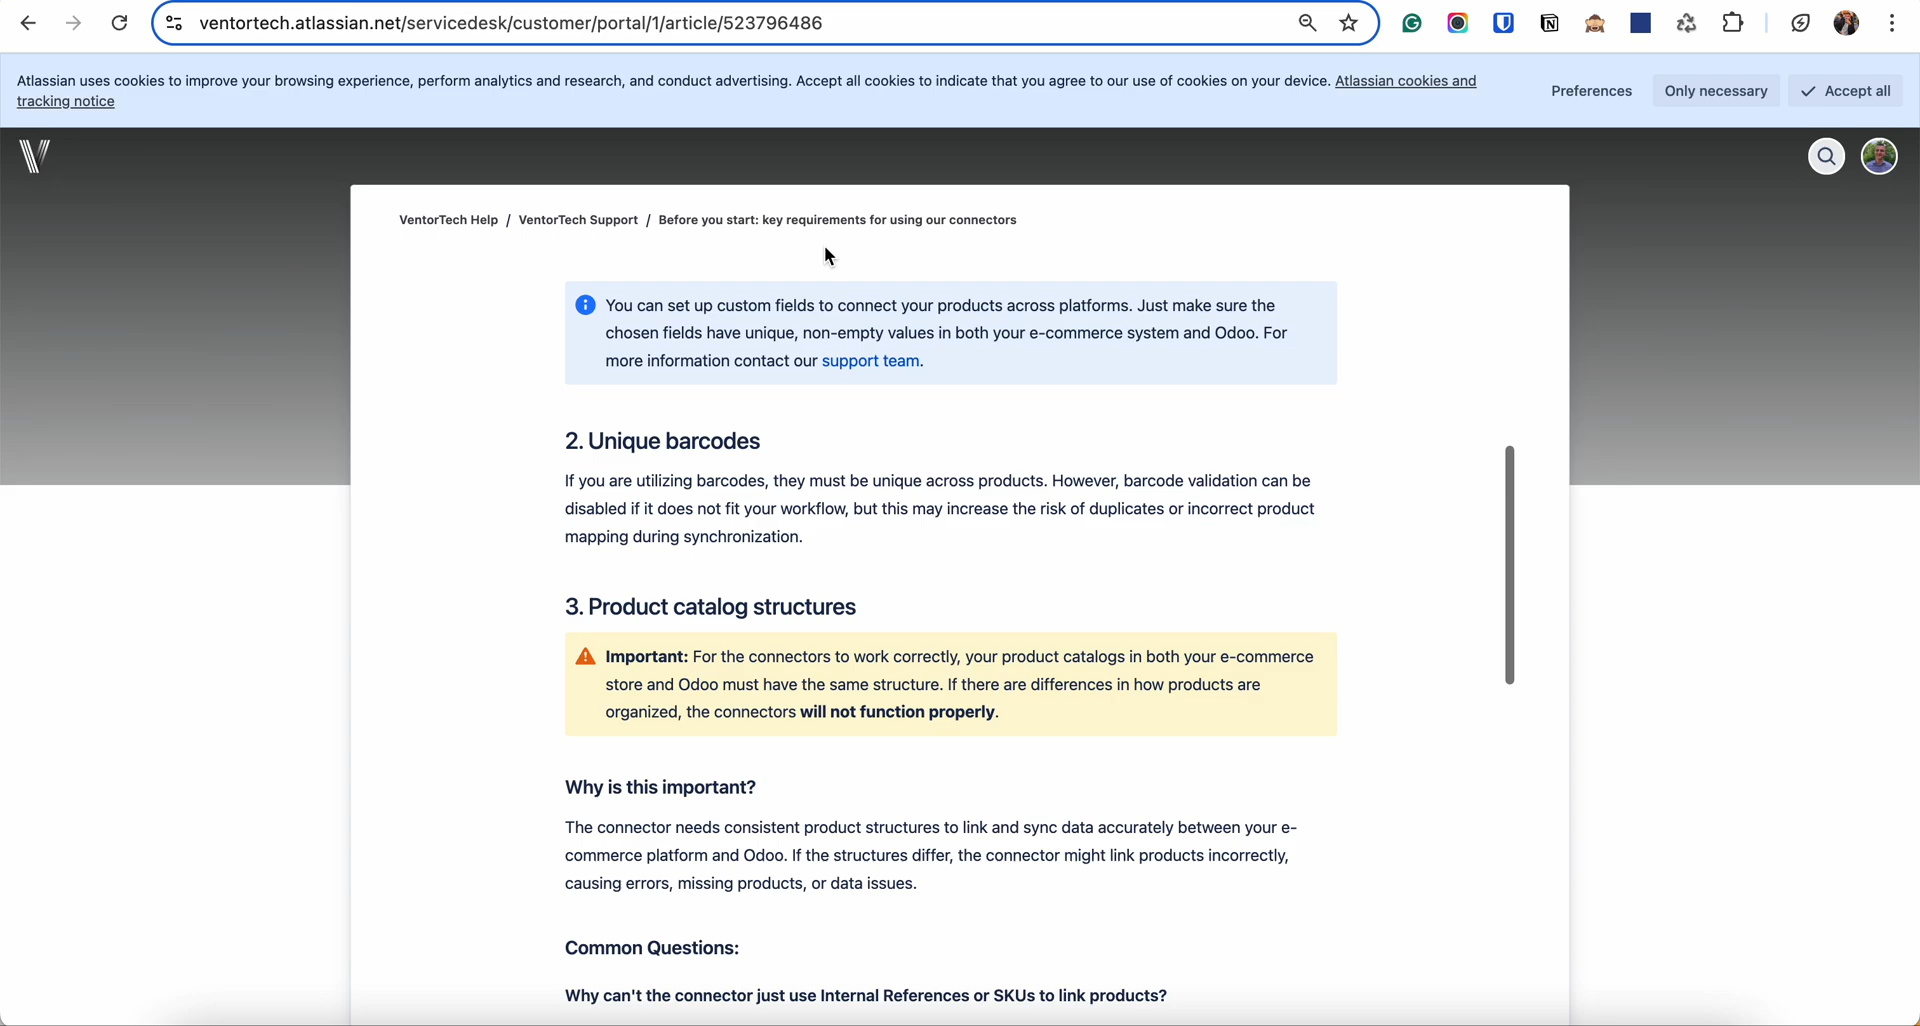 ventortech.atlassian.net/servicedesk/customer/portal/1/article/523796486
Atlassian uses cookies to improve your browsing experience, perform analytics and research, and conduct advertising. Accept all cookies to indicate that you agree to our use of cookies on your device. Atlassian cookies and
tracking notice
Preferences
Only necessary
Accept all
VentorTech Help / VentorTech Support / Before you start: key requirements for using our connectors
You can set up custom fields to connect your products across platforms. Just make sure the
chosen fields have unique, non-empty values in both your e-commerce system and Odoo. For
more information contact our support team.
2. Unique barcodes
If you are utilizing barcodes, they must be unique across products. However, barcode validation can be
disabled if it does not fit your workflow, but this may increase the risk of duplicates or incorrect product
mapping during synchronization.
3. Product catalog structures
Important: For the connectors to work correctly, your product catalogs in both your e-commerce
store and Odoo must have the same structure. If there are differences in how products are
organized, the connectors will not function properly.
Why is this important?
The connector needs consistent product structures to link and sync data accurately between your e-
commerce platform and Odoo. If the structures differ, the connector might link products incorrectly,
causing errors, missing products, or data issues.
Common Questions:
Why can't the connector just use Internal References or SKUs to link products?